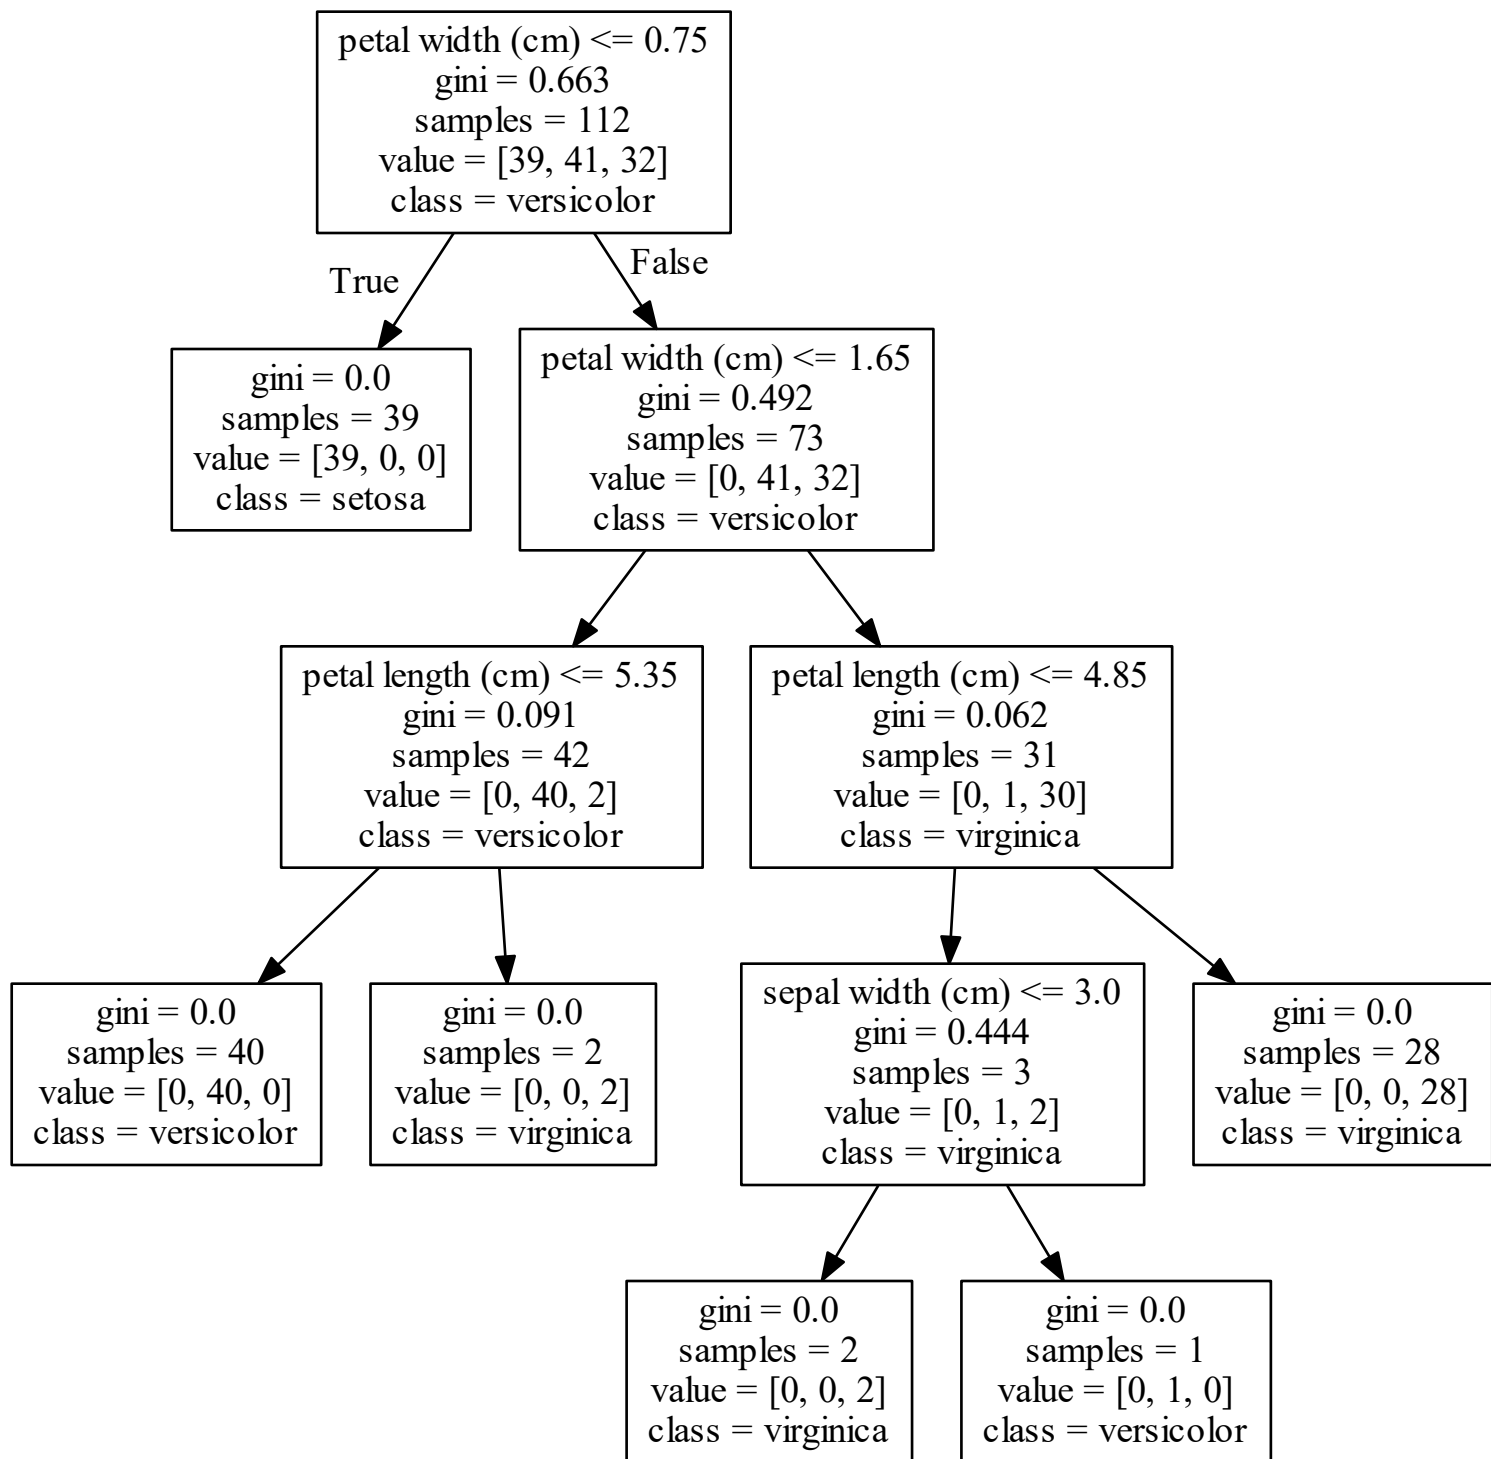 petal width (cm) <= 0.75
gini = 0.663
samples = 112
value = [39, 41, 32]
class = versicolor
True
False
gini = 0.0
samples = 39
value = [39, 0, 0]
class = setosa
petal width (cm) <= 1.65
gini = 0.492
samples = 73
value = [0, 41, 32]
class = versicolor
petal length (cm) <= 5.35
gini = 0.091
samples = 42
value = [0, 40, 2]
class = versicolor
petal length (cm) <= 4.85
gini = 0.062
samples = 31
value = [0, 1, 30]
class = virginica
gini = 0.0
samples = 40
value = [0, 40, 0]
class = versicolor
gini = 0.0
samples = 2
value = [0, 0, 2]
class = virginica
sepal width (cm) <= 3.0
gini = 0.444
samples = 3
value = [0, 1, 2]
class = virginica
gini = 0.0
samples = 28
value = [0, 0, 28]
class = virginica
gini = 0.0
samples = 2
value = [0, 0, 2]
class = virginica
gini = 0.0
samples = 1
value = [0, 1, 0]
class = versicolor